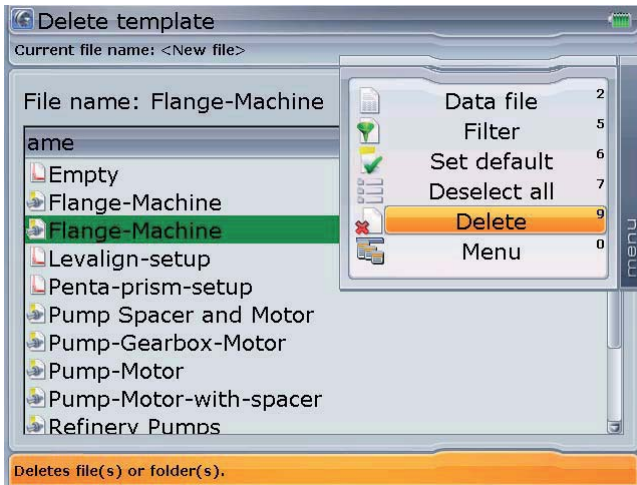 Delete template
Current file name: <New file>
File name: Flange-Machine
ame
Empty
Flange-Machine
Flange-Machine
Levalign-setup
Penta-prism-setup
Pump Spacer and Motor
Pump-Gearbox-Motor
Pump-Motor
Pump-Motor-with-spacer
Refinery Pumps
Data file 2
Filter 5
Set default 6
Deselect all 7
Delete 9
Menu 0
menu
Deletes file(s) or folder(s).